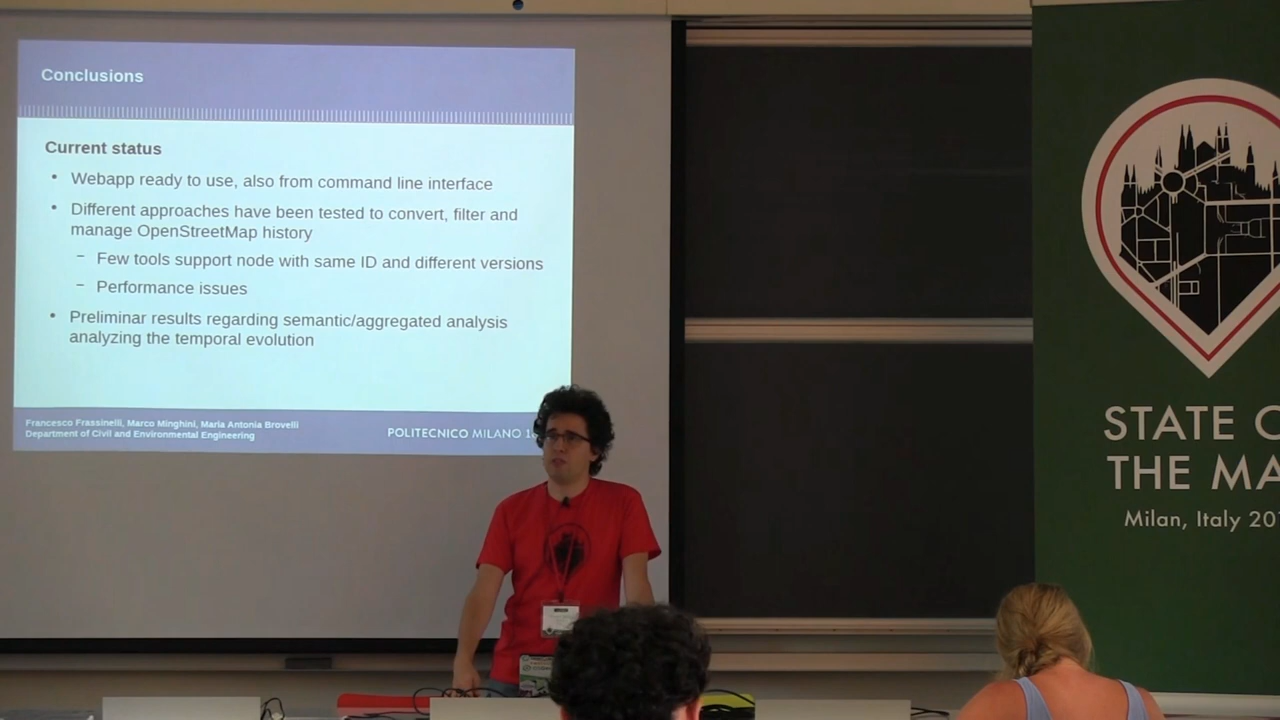 Conclusions
Current status
• Webapp ready to use, also from command line interface
• Different approaches have been tested to convert, filter and
manage OpenStreetMap history
– Few tools support node with same ID and different versions
– Performance issues
• Preliminar results regarding semantic/aggregated analysis
analyzing the temporal evolution
Francesco Frassinelli, Marco Minghini, Maria Antonia Brovelli
Department of Civil and Environmental Engineering
POLITECNICO MILANO
STATE
THE MA
Milan, Italy 20